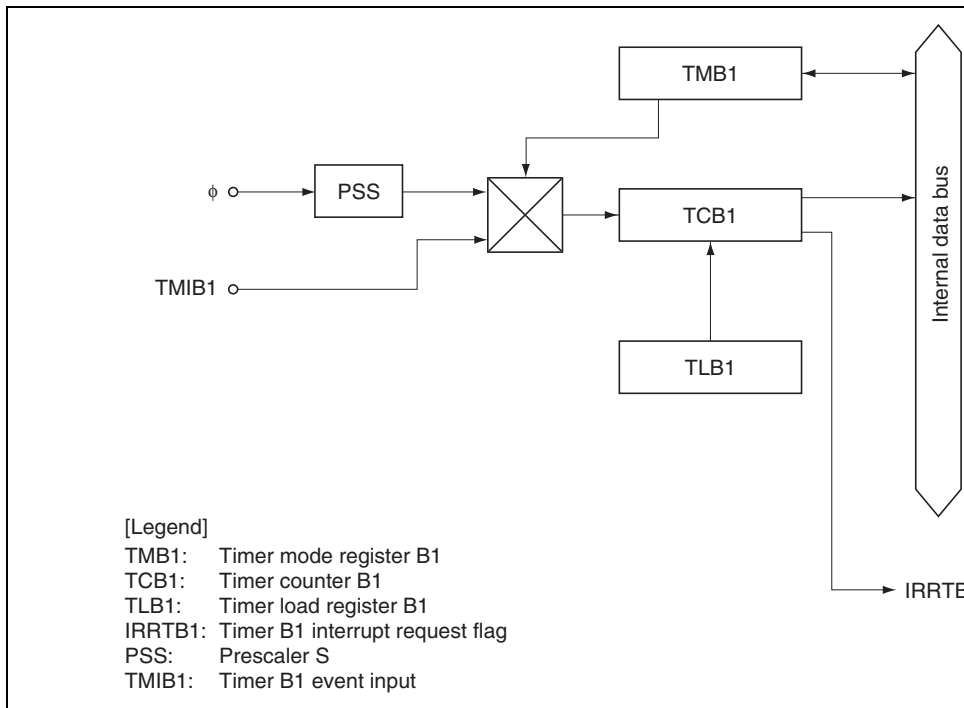 TMB1
ϕ
PSS
TCB1
TMIB1
TLB1
Internal data bus
IRRTB
[Legend]
TMB1: Timer mode register B1
TCB1: Timer counter B1
TLB1: Timer load register B1
IRRTB1: Timer B1 interrupt request flag
PSS: Prescaler S
TMIB1: Timer B1 event input